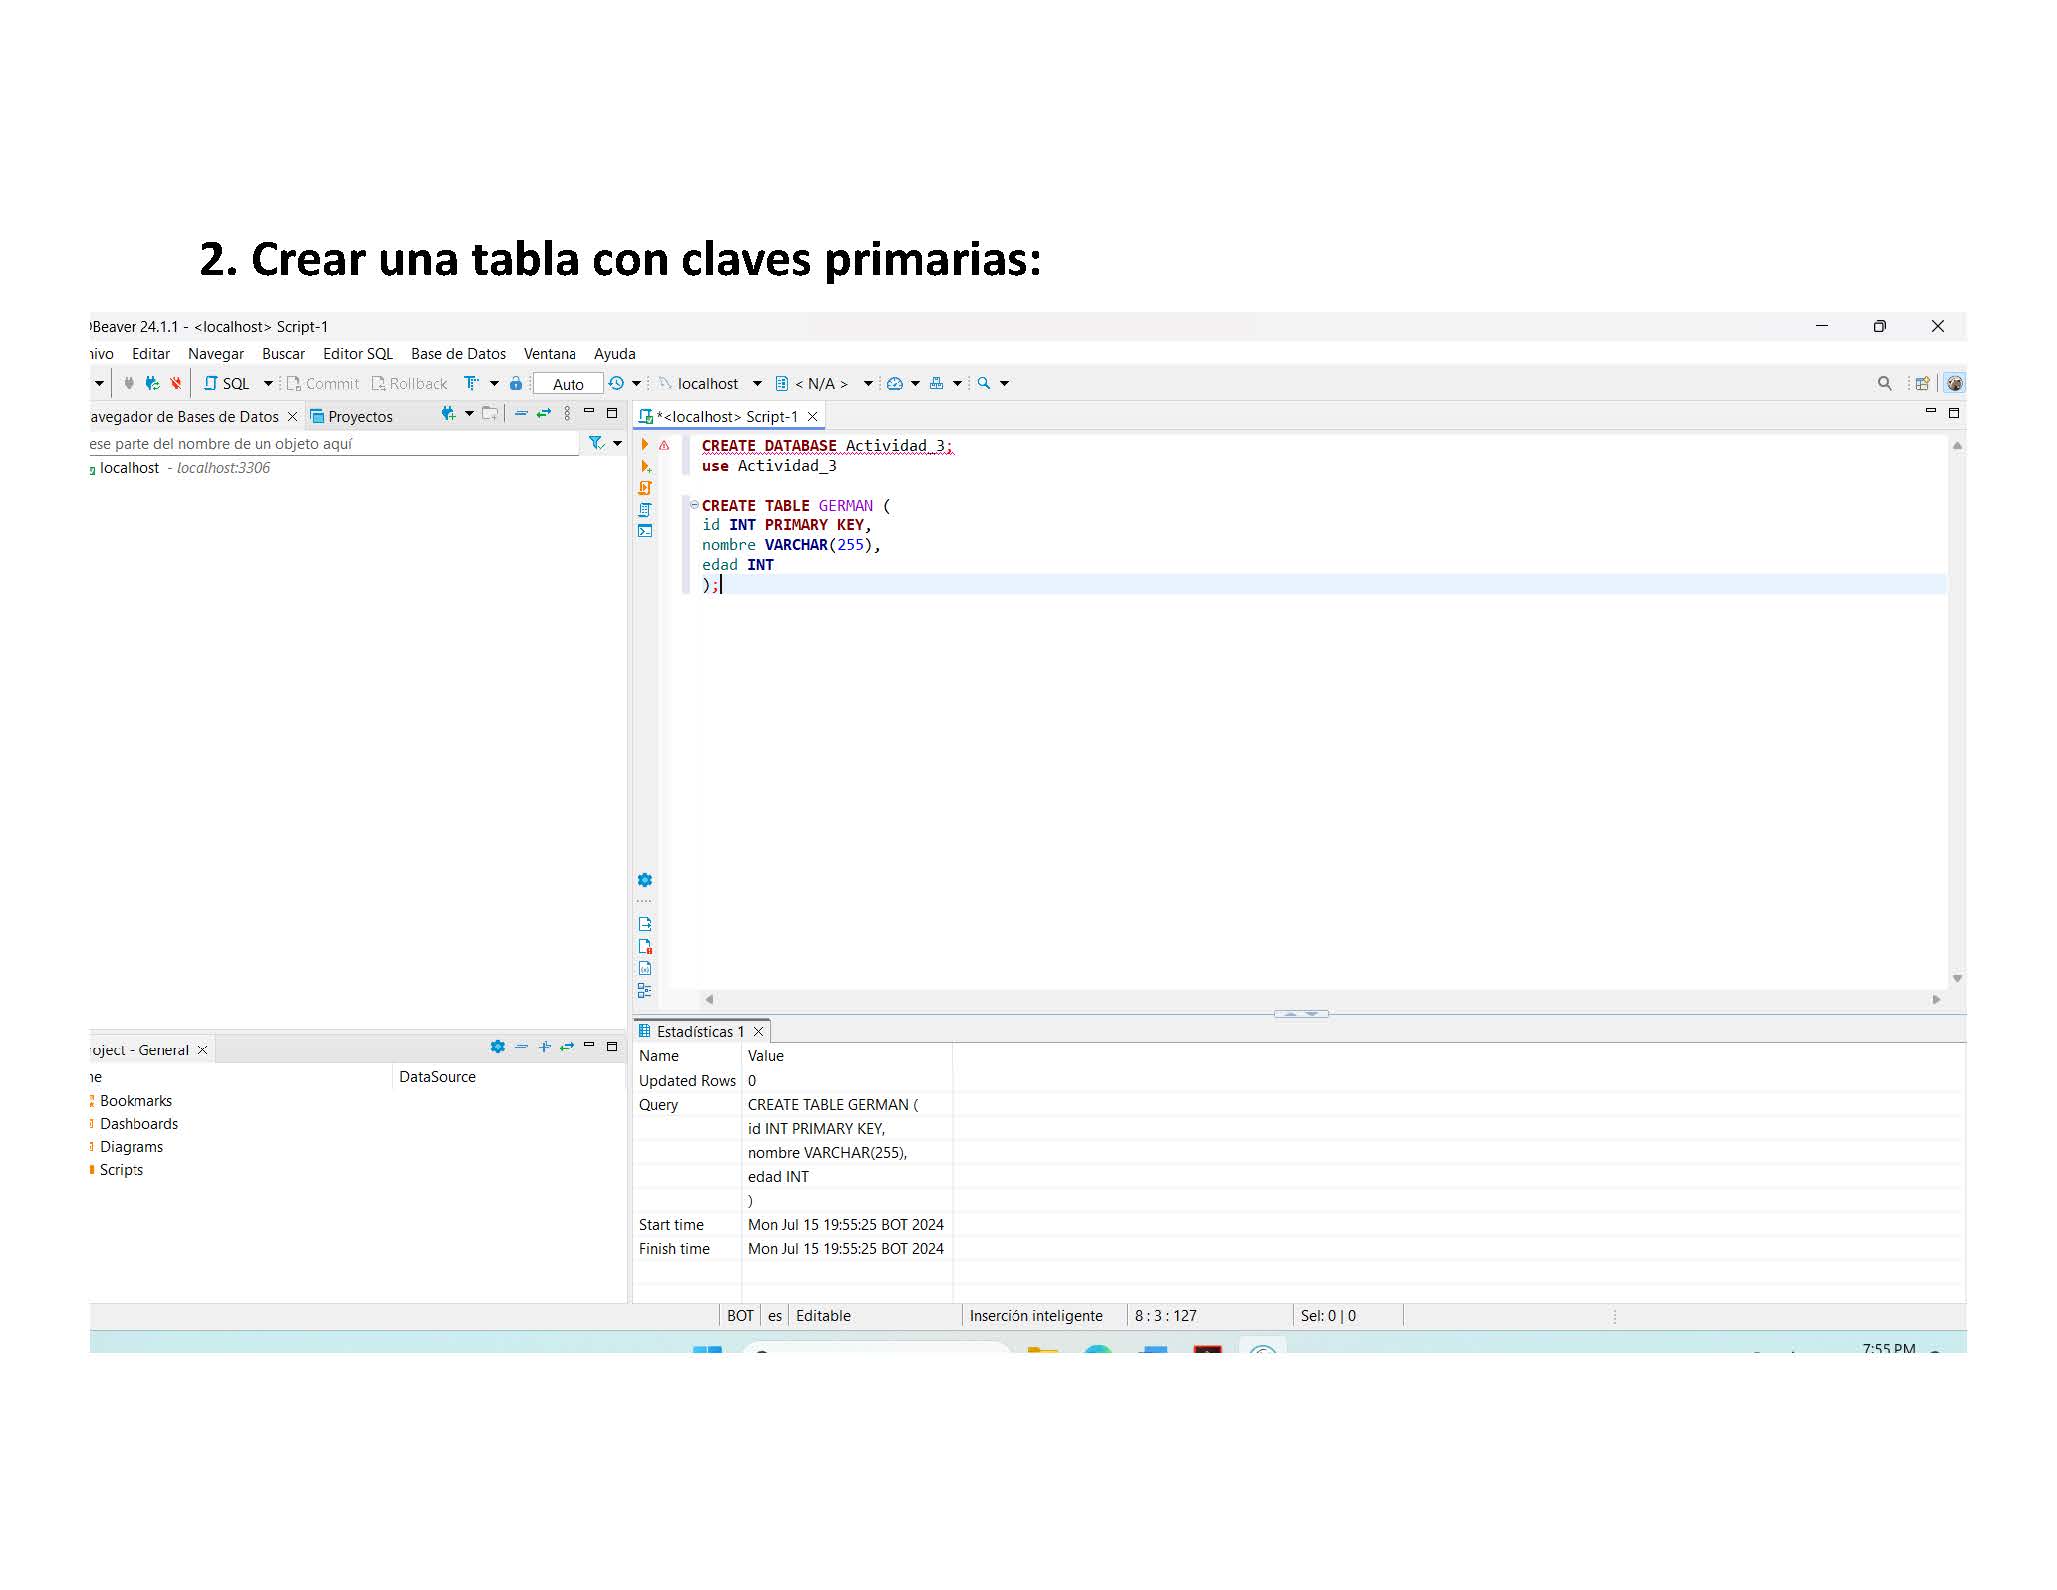 2. Crear una tabla con claves primarias:
Beaver 24.1.1 - <localhost> Script-1
Editar Navegar Buscar Editor SQL Base de Datos Ventana Ayuda
SQL Commit Rollback Auto localhost < N/A >
avegador de Bases de Datos Proyectos
ese parte del nombre de un objeto aquí
localhost - localhost:3306
*<localhost> Script-1
CREATE DATABASE Actividad_3;
use Actividad_3
CREATE TABLE GERMAN (
id INT PRIMARY KEY,
nombre VARCHAR(255),
edad INT
);
oject - General
DataSource
Bookmarks
Dashboards
Diagrams
Scripts
Estadísticas 1
Name Value
Updated Rows 0
Query CREATE TABLE GERMAN (
id INT PRIMARY KEY,
nombre VARCHAR(255),
edad INT
)
Start time Mon Jul 15 19:55:25 BOT 2024
Finish time Mon Jul 15 19:55:25 BOT 2024
BOT es Editable Inserción inteligente 8 : 3 : 127 Sel: 0 | 0
7:55 PM